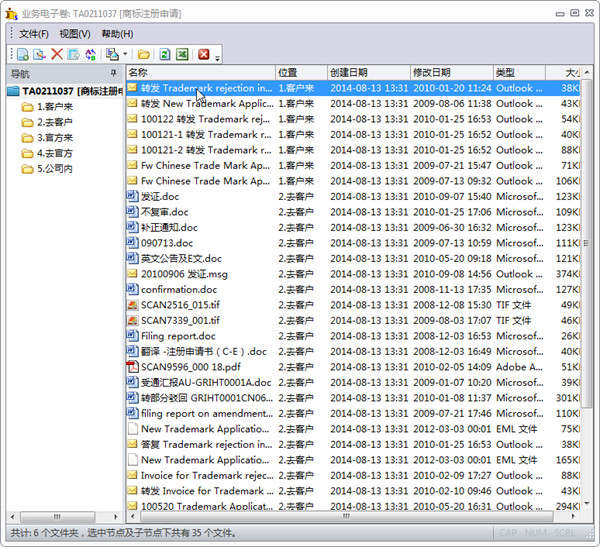 业务电子卷: TA0211037 [商标注册申请]
文件(F) 视图(V) 帮助(H)
导航
TA0211037 [商标注册申
1.客户来
2.去客户
3.官方来
4.去官方
5.公司内
名称 位置 创建日期 修改日期 类型 大小
转发 Trademark rejection in... 1.客户来 2014-08-13 13:31 2010-01-20 11:24 Outlook ... 38K
转发 New Trademark Applic... 1.客户来 2014-08-13 13:31 2009-08-06 11:38 Outlook ... 43K
100122 转发 Trademark rej... 1.客户来 2014-08-13 13:31 2010-01-25 16:53 Outlook ... 54K
100121-1 转发 Trademark r... 1.客户来 2014-08-13 13:31 2010-01-25 16:52 Outlook ... 40K
100121-2 转发 Trademark r... 1.客户来 2014-08-13 13:31 2010-01-25 16:52 Outlook ... 88K
Fw Chinese Trade Mark Ap... 1.客户来 2014-08-13 13:31 2009-07-21 15:47 Outlook ... 71K
Fw Chinese Trade Mark Ap... 1.客户来 2014-08-13 13:31 2009-07-13 09:32 Outlook ... 106K
发证.doc 2.去客户 2014-08-13 13:31 2010-09-07 15:40 Microsof... 123K
不复审.doc 2.去客户 2014-08-13 13:31 2010-01-25 17:06 Microsof... 109K
补正通知.doc 2.去客户 2014-08-13 13:31 2009-06-30 16:32 Microsof... 123K
090713.doc 2.去客户 2014-08-13 13:31 2009-07-13 10:59 Microsof... 111K
英文公告及E文.doc 2.去客户 2014-08-13 13:31 2010-05-20 09:18 Microsof... 121K
20100906 发证.msg 2.去客户 2014-08-13 13:31 2010-09-08 14:56 Outlook ... 374K
confirmation.doc 2.去客户 2014-08-13 13:31 2008-11-13 17:35 Microsof... 127K
SCAN2516_015.tif 2.去客户 2014-08-13 13:31 2008-12-08 15:30 TIF 文件 49K
SCAN7339_001.tif 2.去客户 2014-08-13 13:31 2009-08-03 17:07 TIF 文件 46K
Filing report.doc 2.去客户 2014-08-13 13:31 2008-12-03 16:53 Microsof... 26K
翻译 -注册申请书（C-E）.doc 2.去客户 2014-08-13 13:31 2008-12-03 16:49 Microsof... 40K
SCAN9596_000 18.pdf 2.去客户 2014-08-13 13:31 2010-02-05 14:09 Adobe A... 51K
受通汇报AU-GRIHT0001A.doc 2.去客户 2014-08-13 13:31 2009-01-07 10:20 Microsof... 39K
转部分驳回 GRIHT0001CN06... 2.去客户 2014-08-13 13:31 2010-01-08 11:37 Microsof... 301K
filing report on amendment... 2.去客户 2014-08-13 13:31 2009-07-21 17:46 Microsof... 110K
New Trademark Applicatio... 2.去客户 2014-08-13 13:31 2012-03-03 00:01 EML 文件 75K
答复 Trademark rejection in... 2.去客户 2014-08-13 13:31 2010-01-25 16:53 Outlook ... 38K
New Trademark Applicatio... 2.去客户 2014-08-13 13:31 2012-03-03 00:01 EML 文件 165K
Invoice for Trademark rejec... 2.去客户 2014-08-13 13:31 2010-02-09 17:27 Outlook ... 88K
转发 Invoice for Trademark ... 2.去客户 2014-08-13 13:31 2010-02-10 09:46 Outlook ... 43K
100520 Trademark Applicat... 2.去客户 2014-08-13 13:31 2010-05-20 16:31 Outlook ... 294K
共计: 6 个文件夹，选中节点及子节点下共有 35 个文件。 CAP NUM SCRL